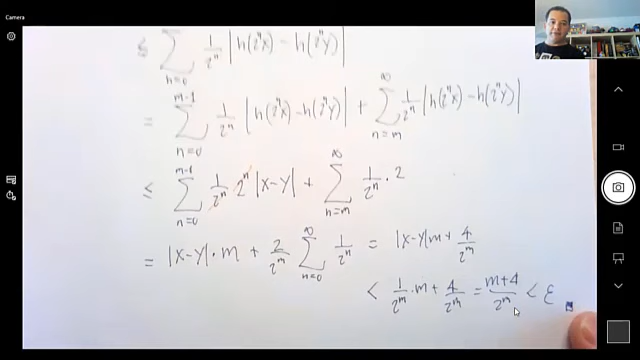 Camera
≤ ∑_{n=0} 1/2^n |h(2^n x) - h(2^n y)|
= ∑_{n=0}^{m-1} 1/2^n |h(2^n x) - h(2^n y)| + ∑_{n=m}^{∞} 1/2^n |h(2^n x) - h(2^n y)|
≤ ∑_{n=0}^{m-1} 1/2^n 2^n |x-y| + ∑_{n=m}^{∞} 1/2^n · 2
= |x-y| · m + 2/2^m ∑_{n=0}^{∞} 1/2^n = |x-y| m + 4/2^m
< 1/2^m · m + 4/2^m = m+4/2^m < ε